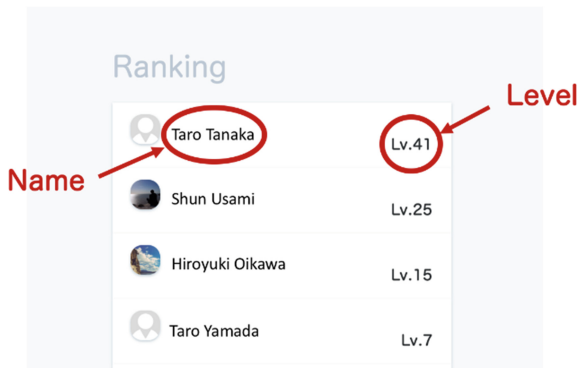 Ranking
Level
Taro Tanaka
Lv.41
Name
Shun Usami
Lv.25
Hiroyuki Oikawa
Lv.15
Taro Yamada
Lv.7